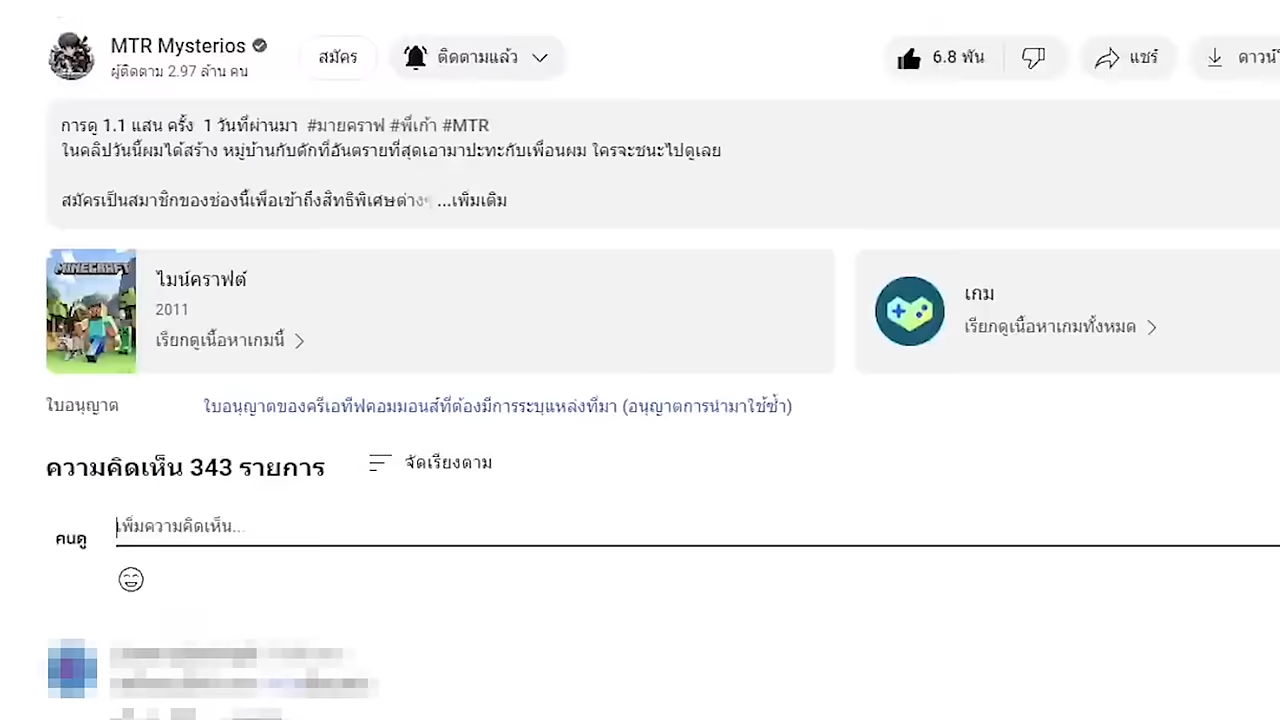 MTR Mysterios
ผู้ติดตาม 2.97 ล้าน คน
สมัคร
ติดตามแล้ว
6.8 พัน
แชร์
ดาวน์
การดู 1.1 แสน ครั้ง 1 วันที่ผ่านมา #มายคราฟ #พี่เก้า #MTR
ในคลิปวันนี้ผมได้สร้าง หมู่บ้านกับดักที่อันตรายที่สุดเอามาปะทะกับเพื่อนผม ใครจะชนะไปดูเลย
สมัครเป็นสมาชิกของช่องนี้เพื่อเข้าถึงสิทธิพิเศษต่างๆ ...เพิ่มเติม
MINECRAFT
ไมน์คราฟต์
2011
เรียกดูเนื้อหาเกมนี้
เกม
เรียกดูเนื้อหาเกมทั้งหมด
ใบอนุญาต
ใบอนุญาตของครีเอทีฟคอมมอนส์ที่ต้องมีการระบุแหล่งที่มา (อนุญาตการนำมาใช้ซ้ำ)
ความคิดเห็น 343 รายการ
จัดเรียงตาม
คนดู
เพิ่มความคิดเห็น...